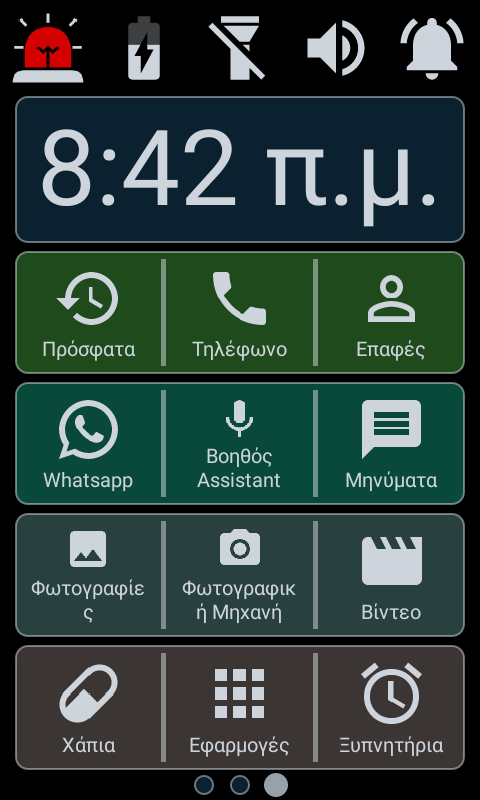 8:42 π.μ.
Πρόσφατα
Τηλέφωνο
Επαφές
Whatsapp
Βοηθός
Assistant
Μηνύματα
Φωτογραφίε
ς
Φωτογραφικ
ή Μηχανή
Βίντεο
Χάπια
Εφαρμογές
Ξυπνητήρια